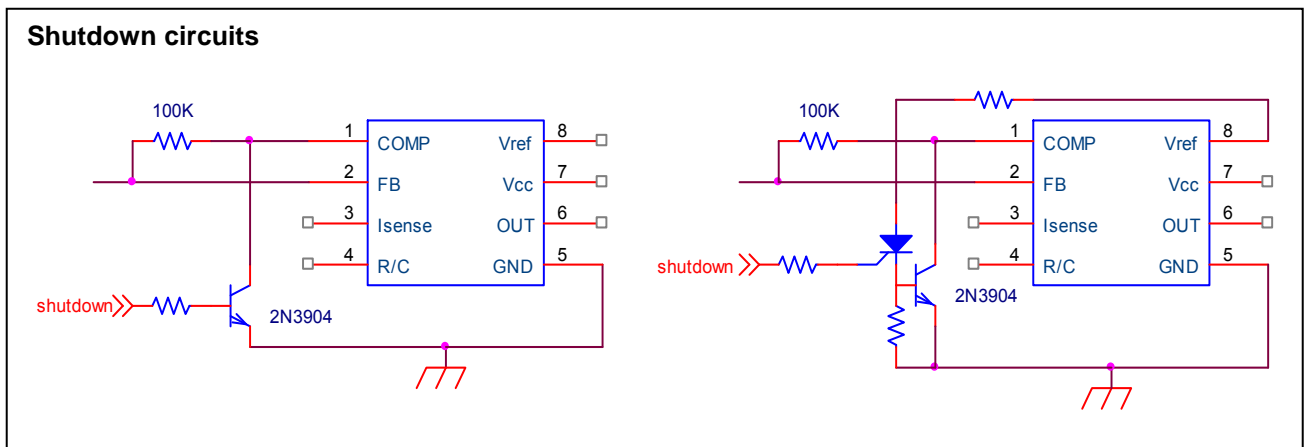 Shutdown circuits
100K
1 COMP Vref 8
2 FB Vcc 7
3 Isense OUT 6
4 R/C GND 5
shutdown
2N3904
100K
1 COMP Vref 8
2 FB Vcc 7
3 Isense OUT 6
4 R/C GND 5
shutdown
2N3904